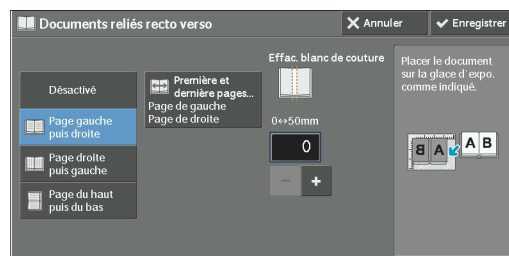 Documents reliés recto verso
Annuler
Enregistrer
Désactivé
Page gauche
puis droite
Page droite
puis gauche
Page du haut
puis du bas
Première et
dernière pages...
Page de gauche
Page de droite
Effac. blanc de couture
0↔50mm
0
−
+
Placer le document
sur la glace d'expo.
comme indiqué.
B A
A B